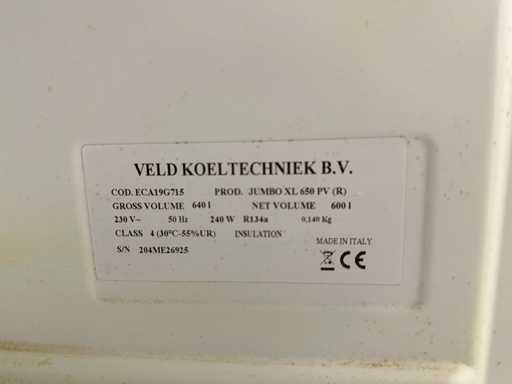 VELD KOELTECHNIEK B.V.
COD. ECA19G715 PROD. JUMBO XL 650 PV (R)
GROSS VOLUME 640 l NET VOLUME 600 l
230 V~ 50 Hz 240 W R134a 0,140 Kg
CLASS 4 (30°C-55%UR) INSULATION
MADE IN ITALY
S/N 204ME26925
CE